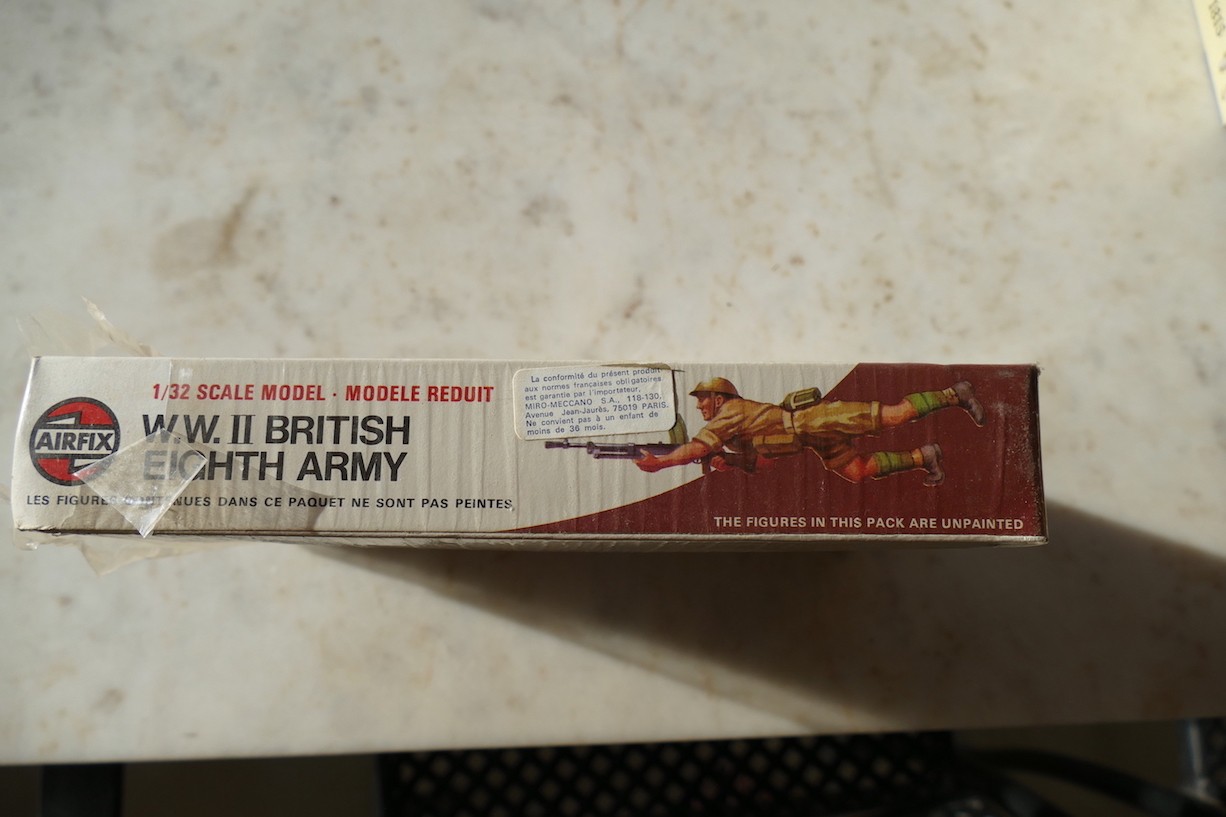 1/32 SCALE MODEL · MODELE REDUIT
AIRFIX
W.W. II BRITISH
EIGHTH ARMY
LES FIGURES CONTENUES DANS CE PAQUET NE SONT PAS PEINTES
La conformité du présent produit
aux normes françaises obligatoires
est garantie par l'importateur,
MIRO-MECCANO S.A., 118-130,
Avenue Jean-Jaurès. 75019 PARIS.
Ne convient pas à un enfant de
moins de 36 mois.
THE FIGURES IN THIS PACK ARE UNPAINTED